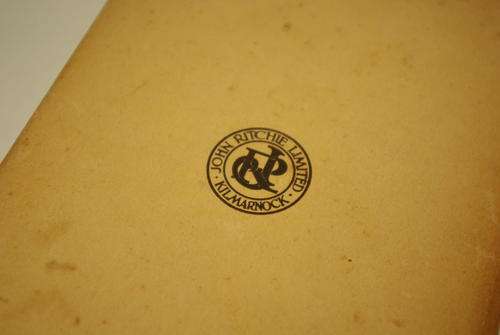 JOHN RITCHIE LIMITED
· KILMARNOCK ·